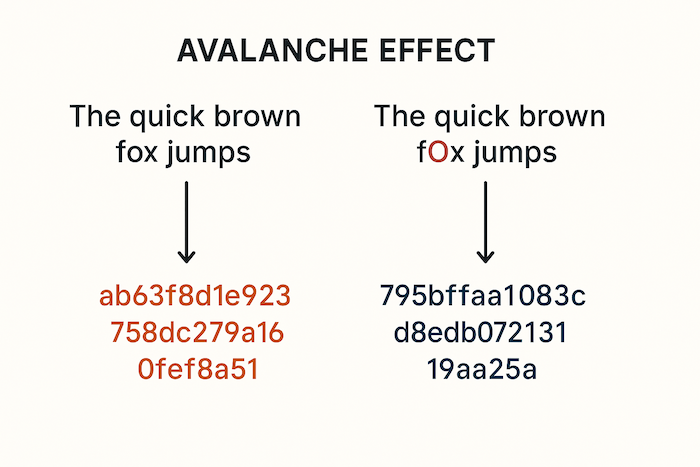 AVALANCHE EFFECT
The quick brown
fox jumps
ab63f8d1e923
758dc279a16
0fef8a51
The quick brown
fOx jumps
795bffaa1083c
d8edb072131
19aa25a